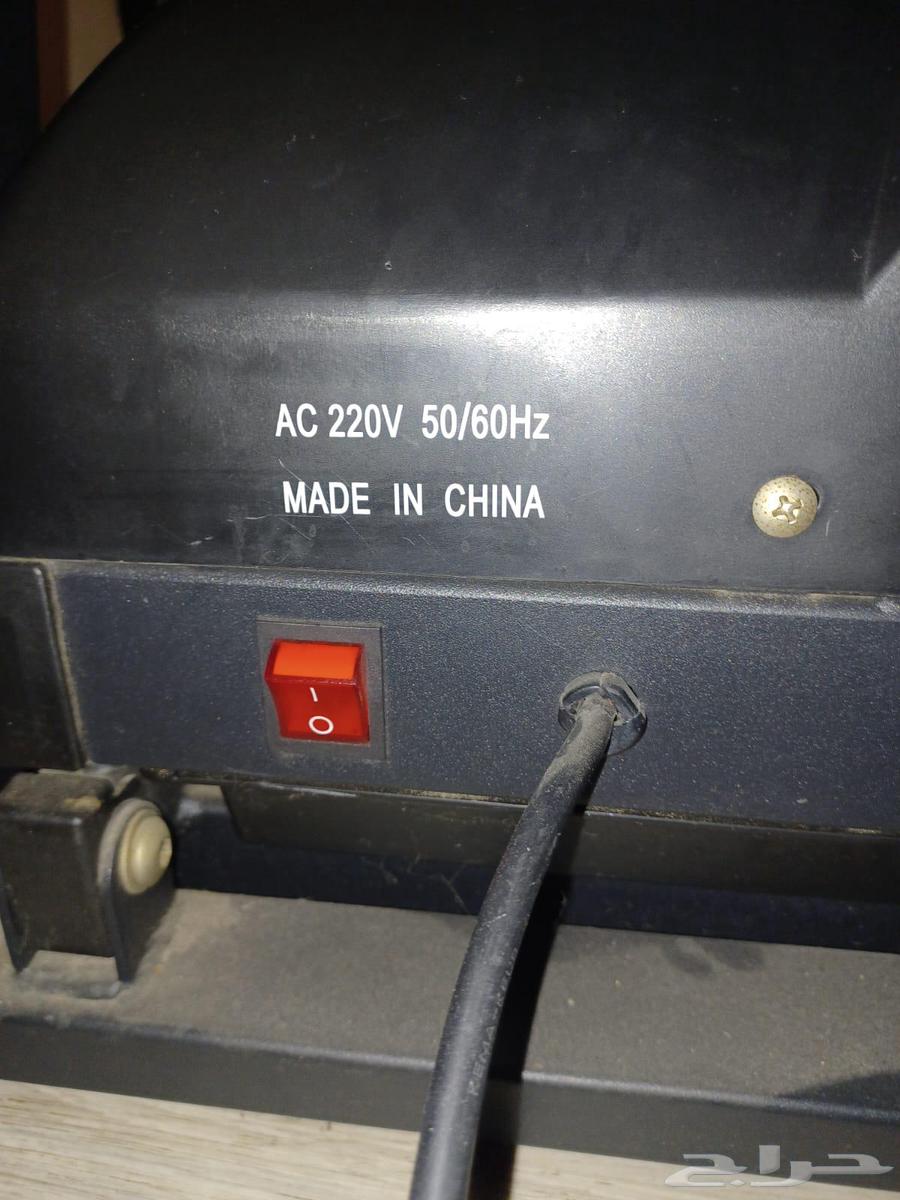 AC 220V 50/60Hz
MADE IN CHINA
I
O
حراج